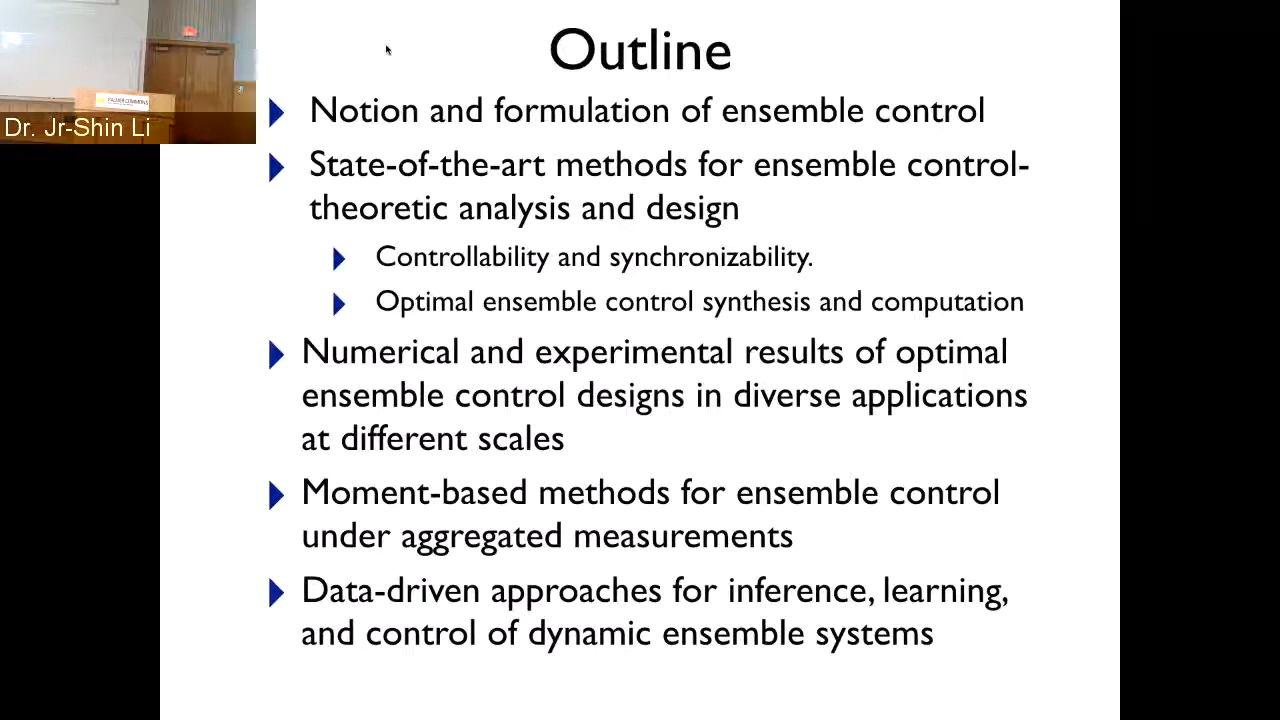 Outline
PALMER COMMONS
Dr. Jr-Shin Li
Notion and formulation of ensemble control
State-of-the-art methods for ensemble control-
theoretic analysis and design
Controllability and synchronizability.
Optimal ensemble control synthesis and computation
Numerical and experimental results of optimal
ensemble control designs in diverse applications
at different scales
Moment-based methods for ensemble control
under aggregated measurements
Data-driven approaches for inference, learning,
and control of dynamic ensemble systems